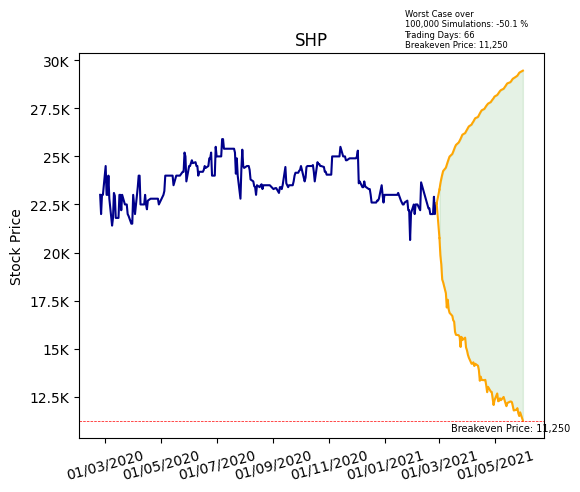 Worst Case over
100,000 Simulations: -50.1 %
Trading Days: 66
Breakeven Price: 11,250
SHP
Stock Price
30K
27.5K
25K
22.5K
20K
17.5K
15K
12.5K
Breakeven Price: 11,250
01/03/2020
01/05/2020
01/07/2020
01/09/2020
01/11/2020
01/01/2021
01/03/2021
01/05/2021